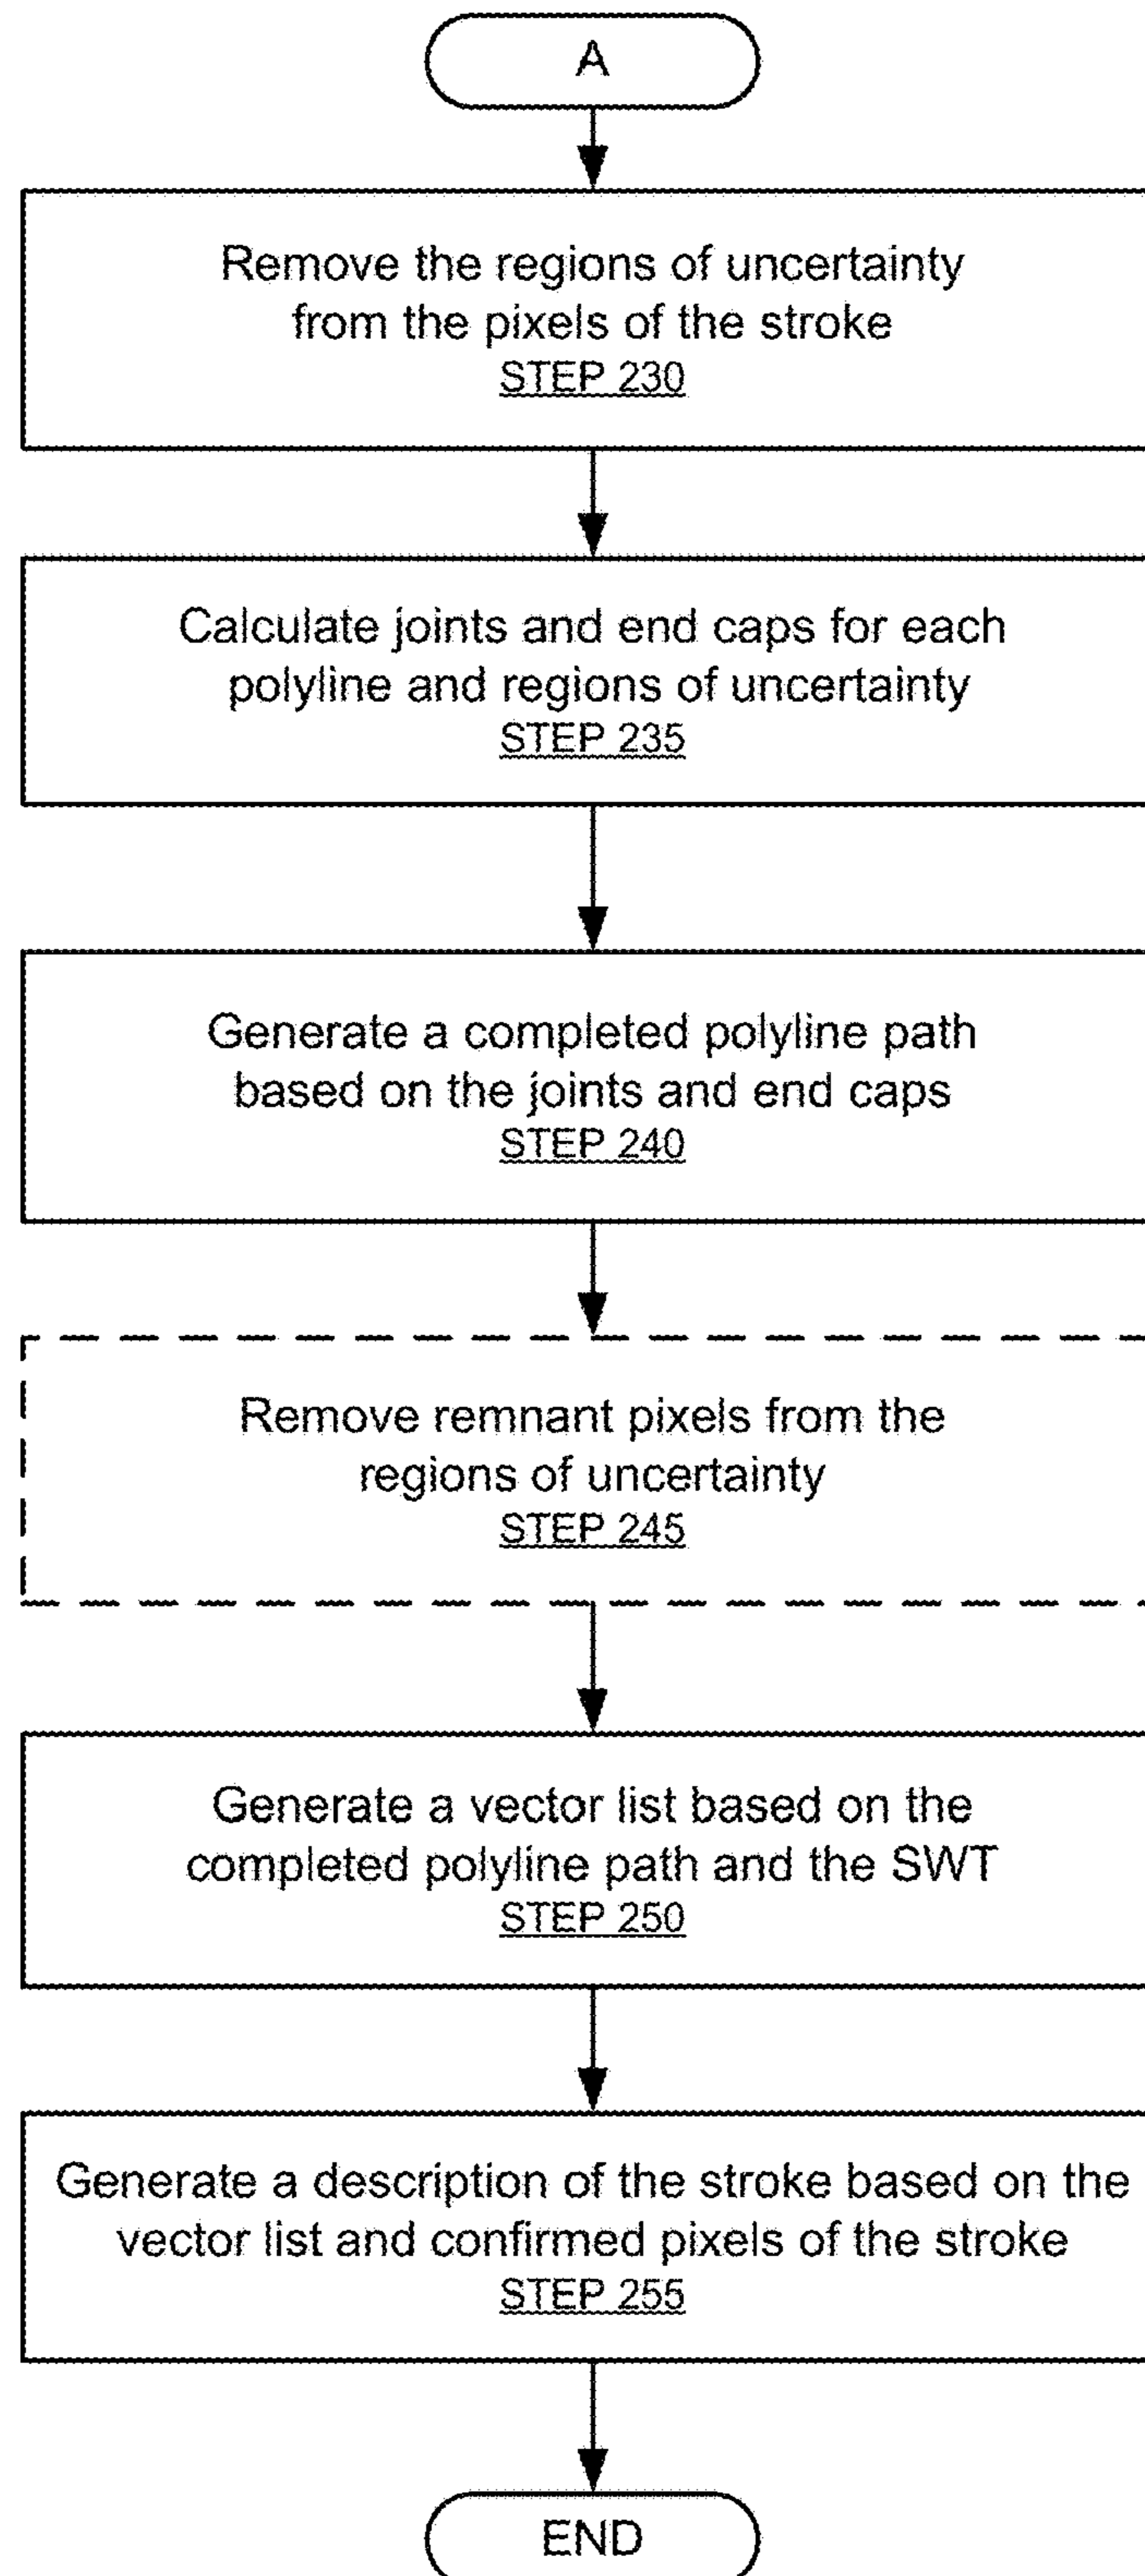 A
Remove the regions of uncertainty
from the pixels of the stroke
STEP 230
Calculate joints and end caps for each
polyline and regions of uncertainty
STEP 235
Generate a completed polyline path
based on the joints and end caps
STEP 240
Remove remnant pixels from the
regions of uncertainty
STEP 245
Generate a vector list based on the
completed polyline path and the SWT
STEP 250
Generate a description of the stroke based on the
vector list and confirmed pixels of the stroke
STEP 255
END